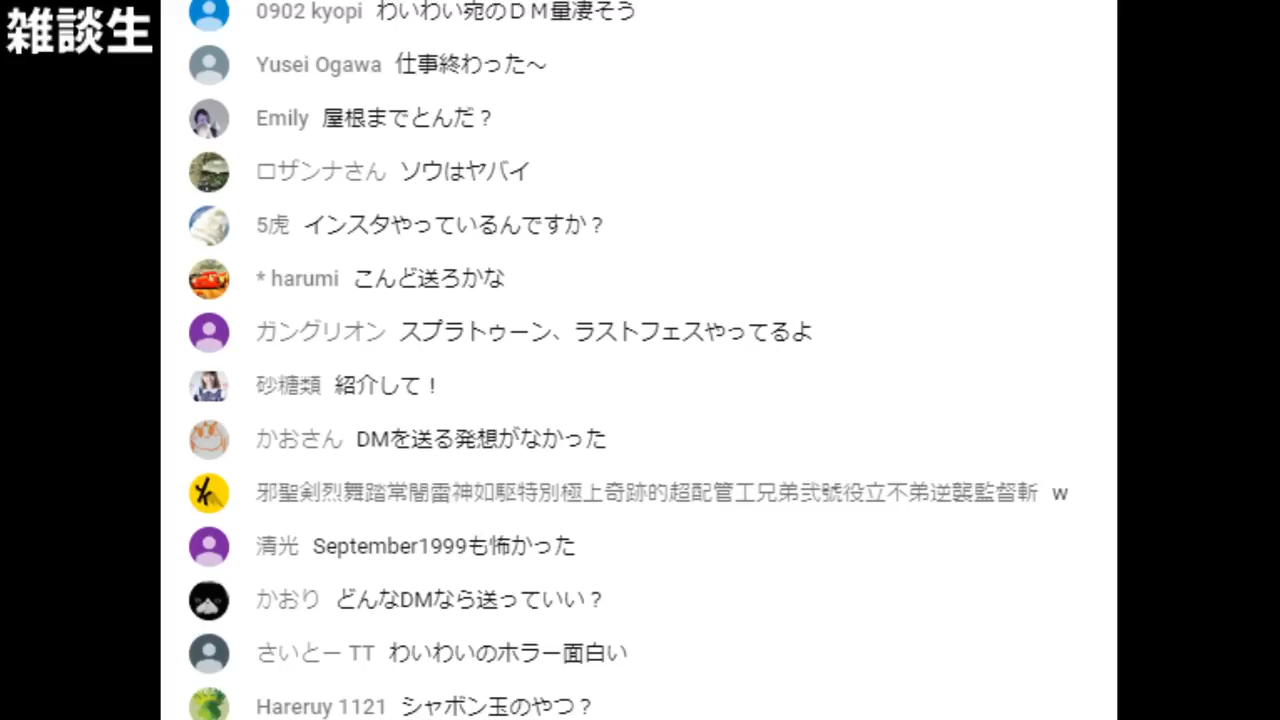 雑談生
0902 kyopi わいわい宛のＤＭ量凄そう
Yusei Ogawa 仕事終わった～
Emily 屋根までとんだ？
ロザンナさん ソウはヤバイ
5虎 インスタやっているんですか？
* harumi こんど送ろかな
ガングリオン スプラトゥーン、ラストフェスやってるよ
砂糖類 紹介して！
かおさん DMを送る発想がなかった
邪聖剣烈舞踏常闇雷神如駆特別極上奇跡的超配管工兄弟弐號役立不弟逆襲監督斬 w
清光 September1999も怖かった
かおり どんなDMなら送っていい？
さいとー TT わいわいのホラー面白い
Hareruy 1121 シャボン玉のやつ？